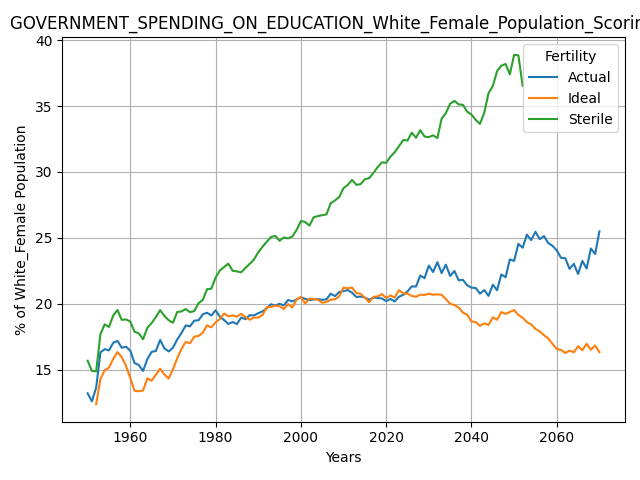 GOVERNMENT_SPENDING_ON_EDUCATION_White_Female_Population_Scorin
Fertility
Actual
Ideal
Sterile
% of White_Female Population
40
35
30
25
20
15
1960
1980
2000
2020
2040
2060
Years